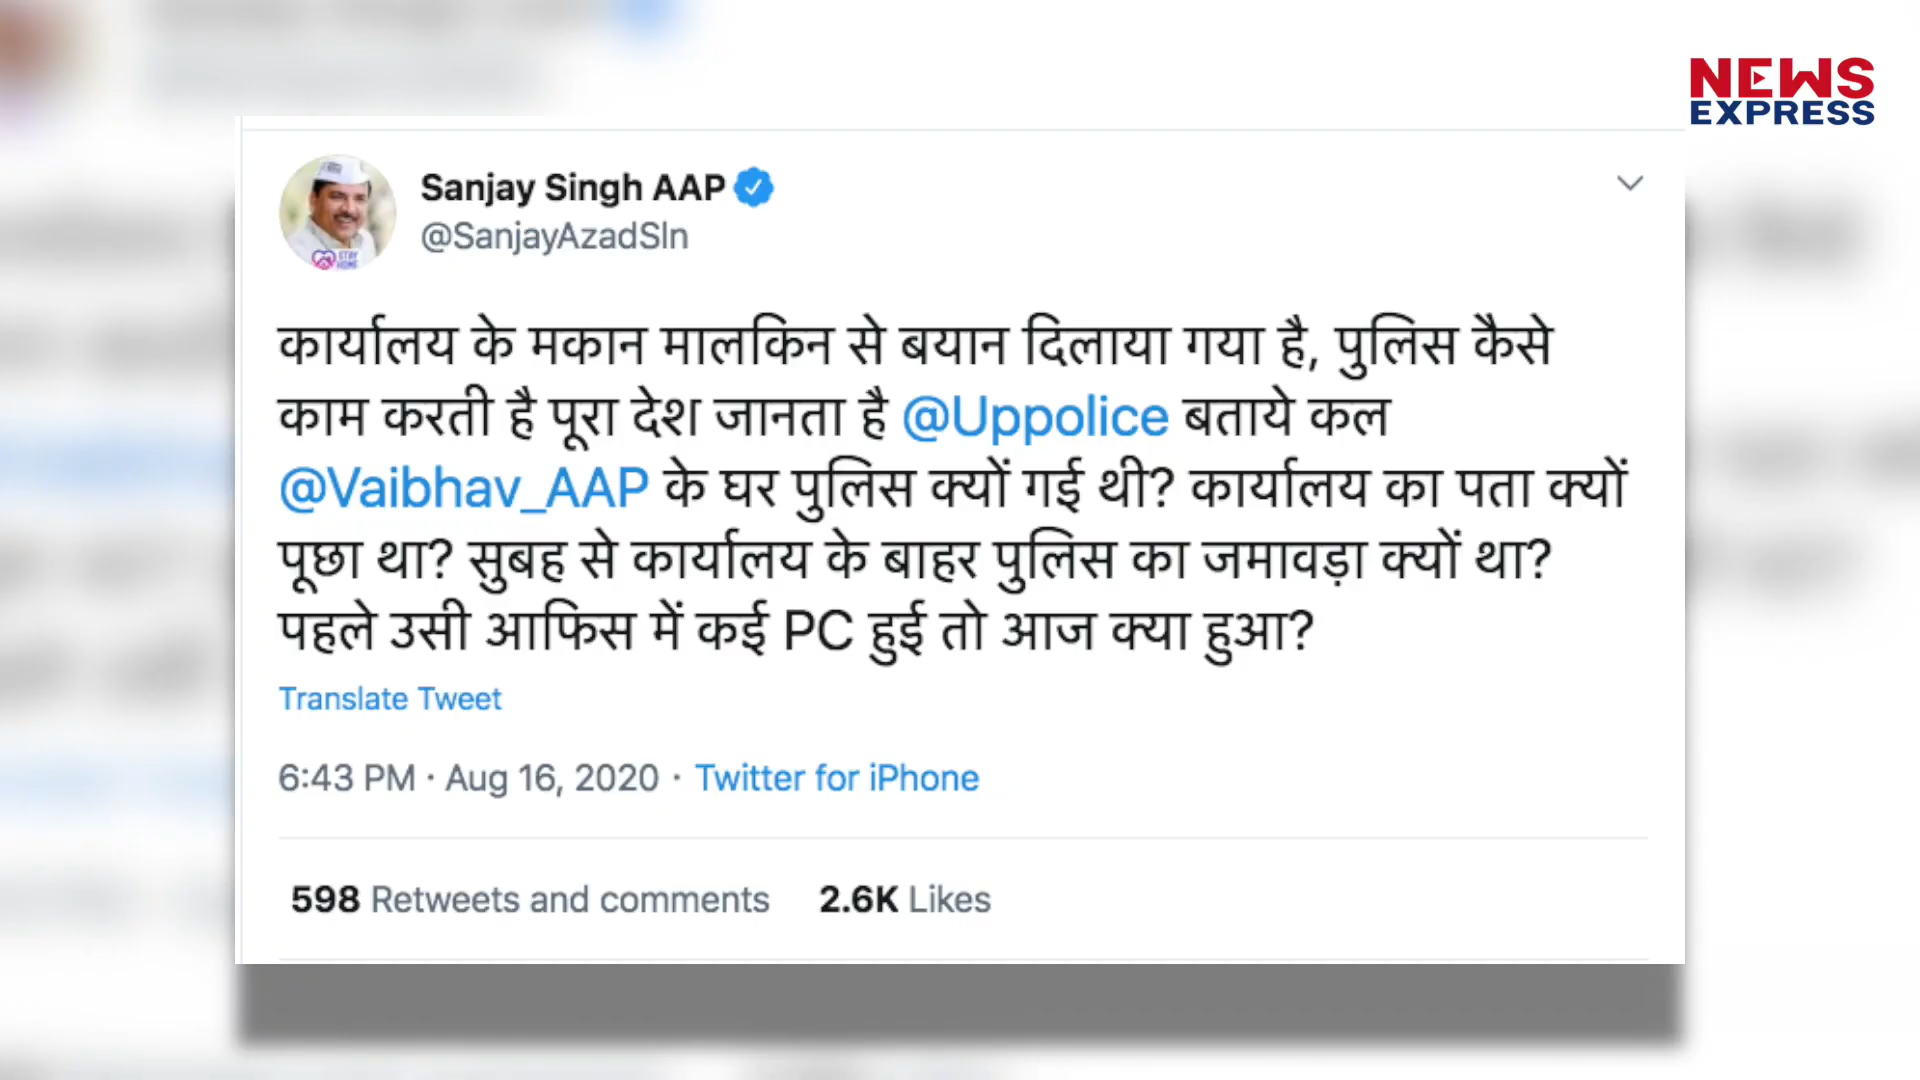 NEWS
EXPRESS
Sanjay Singh AAP
@SanjayAzadSln
कार्यालय के मकान मालकिन से बयान दिलाया गया है, पुलिस कैसे
काम करती है पूरा देश जानता है @Uppolice बताये कल
@Vaibhav_AAP के घर पुलिस क्यों गई थी? कार्यालय का पता क्यों
पूछा था? सुबह से कार्यालय के बाहर पुलिस का जमावड़ा क्यों था?
पहले उसी आफिस में कई PC हुई तो आज क्या हुआ?
Translate Tweet
6:43 PM · Aug 16, 2020 · Twitter for iPhone
598 Retweets and comments 2.6K Likes